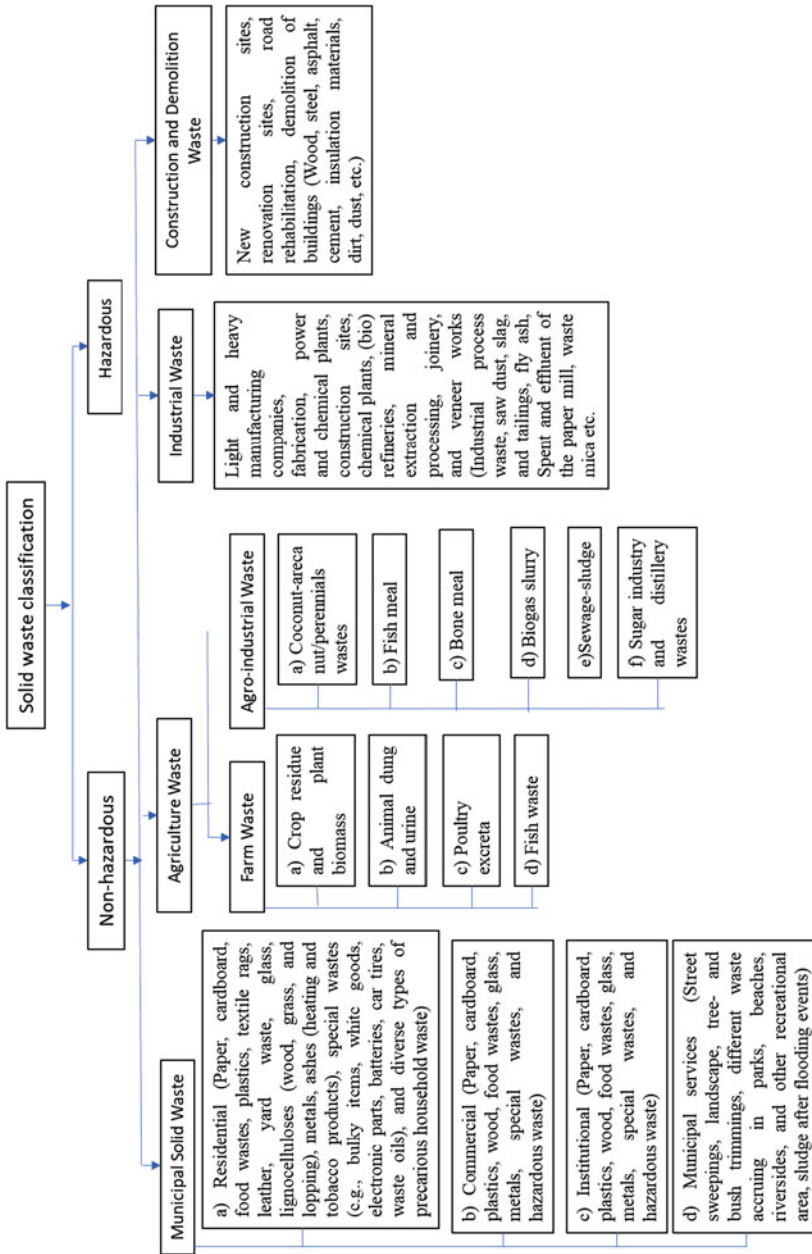 Solid waste classification
Non-hazardous
Hazardous
Municipal Solid Waste
a) Residential (Paper, cardboard,
food wastes, plastics, textile rags,
leather, yard waste, glass,
lignocelluloses (wood, grass, and
lopping), metals, ashes (heating and
tobacco products), special wastes
(e.g., bulky items, white goods,
electronic parts, batteries, car tires,
waste oils), and diverse types of
precarious household waste)
b) Commercial (Paper, cardboard,
plastics, wood, food wastes, glass,
metals, special wastes, and
hazardous waste)
c) Institutional (Paper, cardboard,
plastics, wood, food wastes, glass,
metals, special wastes, and
hazardous waste)
d) Municipal services (Street
sweepings, landscape, tree- and
bush trimmings, different waste
accruing in parks, beaches,
riversides, and other recreational
area, sludge after flooding events)
Agriculture Waste
Farm Waste
a) Crop residue
and plant
biomass
b) Animal dung
and urine
c) Poultry
excreta
d) Fish waste
Agro-industrial Waste
a) Coconut-areca
nut/perennials
wastes
b) Fish meal
c) Bone meal
d) Biogas slurry
e)Sewage-sludge
f) Sugar industry
and distillery
wastes
Industrial Waste
Light and heavy
manufacturing
companies,
fabrication, power
and chemical plants,
construction sites,
chemical plants, (bio)
refineries, mineral
extraction and
processing, joinery,
and veneer works
(Industrial process
waste, saw dust, slag,
and tailings, fly ash,
Spent and effluent of
the paper mill, waste
mica etc.
Construction and Demolition
Waste
New construction sites,
renovation sites, road
rehabilitation, demolition of
buildings (Wood, steel, asphalt,
cement, insulation materials,
dirt, dust, etc.)